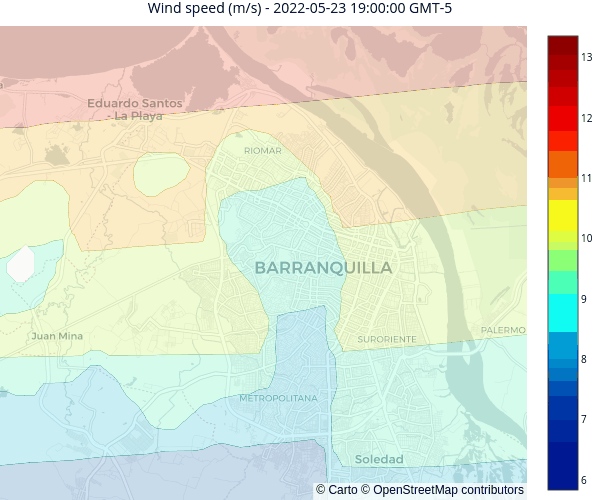 Wind speed (m/s) - 2022-05-23 19:00:00 GMT-5
13
Eduardo Santos
- La Playa
12
RIOMAR
11
10
BARRANQUILLA
9
Juan Mina
SURORIENTE
PALERMO
8
METROPOLITANA
7
Soledad
6
© Carto © OpenStreetMap contributors